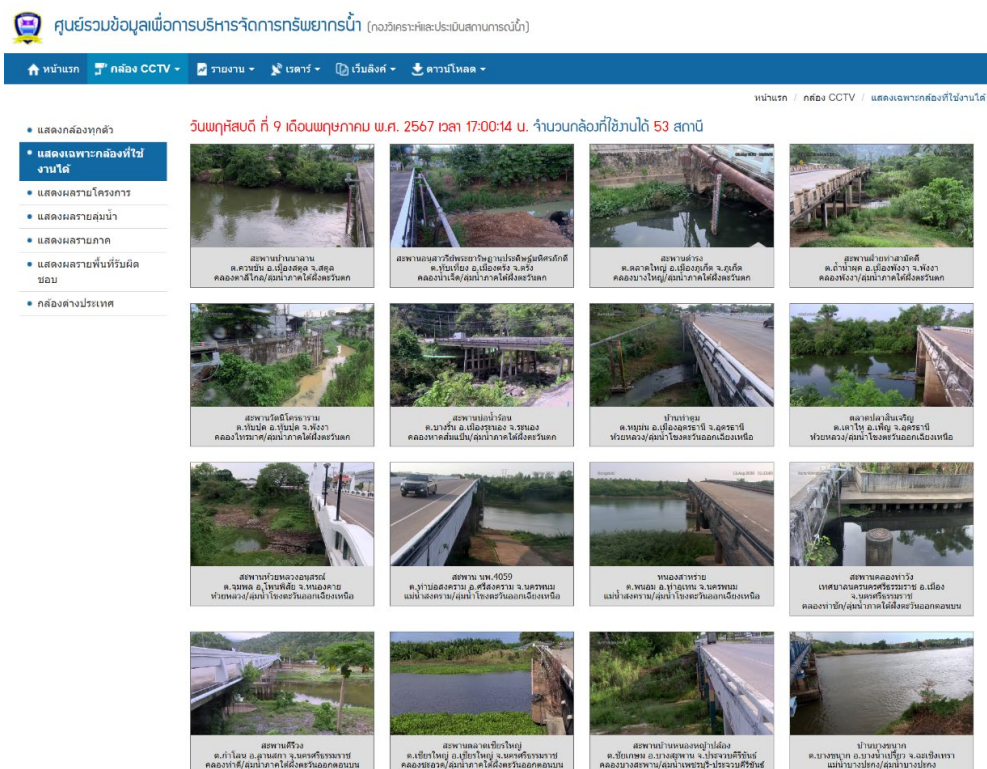 ศูนย์รวมข้อมูลเพื่อการบริหารจัดการทรัพยากรน้ำ (กองวิเคราะห์และประเมินสถานการณ์น้ำ)
หน้าแรก กล้อง CCTV รายงาน เรดาร์ เว็บลิงค์ ดาวน์โหลด
หน้าแรก / กล้อง CCTV / แสดงเฉพาะกล้องที่ใช้งานได้
แสดงกล้องทุกตัว
แสดงเฉพาะกล้องที่ใช้
งานได้
แสดงผลรายโครงการ
แสดงผลรายลุ่มน้ำ
แสดงผลรายภาค
แสดงผลรายพื้นที่รับผิด
ชอบ
กล้องต่างประเทศ
วันพฤหัสบดี ที่ 9 เดือนพฤษภาคม พ.ศ. 2567 เวลา 17:00:14 น. จำนวนกล้องที่ใช้งานได้ 53 สถานี
สะพานบ้านนาลาน
ต.ควนขัน อ.เมืองสตูล จ.สตูล
คลองตาลีไกล/ลุ่มน้ำภาคใต้ฝั่งตะวันตก
สะพานอนุสาวรีย์พระยารัษฎานุประดิษฐ์มหิศรภักดี
ต.ทับเที่ยง อ.เมืองตรัง จ.ตรัง
คลองน้ำเจ็ด/ลุ่มน้ำภาคใต้ฝั่งตะวันตก
สะพานดำรง
ต.ตลาดใหญ่ อ.เมืองภูเก็ต จ.ภูเก็ต
คลองบางใหญ่/ลุ่มน้ำภาคใต้ฝั่งตะวันตก
สะพานฝายท่าสามัคคี
ต.ถ้ำน้ำผุด อ.เมืองพังงา จ.พังงา
คลองพังงา/ลุ่มน้ำภาคใต้ฝั่งตะวันตก
สะพานรัตนิโครธาราม
ต.ทับปุด อ.ทับปุด จ.พังงา
คลองไทรมาศ/ลุ่มน้ำภาคใต้ฝั่งตะวันตก
สะพานบ่อน้ำร้อน
ต.บางริ้น อ.เมืองระนอง จ.ระนอง
คลองหาดส้มแป้น/ลุ่มน้ำภาคใต้ฝั่งตะวันตก
บ้านท่าตูม
ต.หมูม่น อ.เมืองอุดรธานี จ.อุดรธานี
ห้วยหลวง/ลุ่มน้ำโขงตะวันออกเฉียงเหนือ
ตลาดปลาสินเจริญ
ต.เตาไห อ.เพ็ญ จ.อุดรธานี
ห้วยหลวง/ลุ่มน้ำโขงตะวันออกเฉียงเหนือ
สะพานห้วยหลวงอนุสรณ์
ต.จุมพล อ.โพนพิสัย จ.หนองคาย
ห้วยหลวง/ลุ่มน้ำโขงตะวันออกเฉียงเหนือ
สะพาน นพ.4059
ต.ท่าบ่อสงคราม อ.ศรีสงคราม จ.นครพนม
แม่น้ำสงคราม/ลุ่มน้ำโขงตะวันออกเฉียงเหนือ
หนองสาหร่าย
ต.พนอม อ.ท่าอุเทน จ.นครพนม
แม่น้ำสงคราม/ลุ่มน้ำโขงตะวันออกเฉียงเหนือ
สะพานคลองท่าวัง
เทศบาลนครนครศรีธรรมราช อ.เมือง
จ.นครศรีธรรมราช
คลองท่าซัก/ลุ่มน้ำภาคใต้ฝั่งตะวันออกตอนบน
สะพานคีรีวง
ต.กำโลน อ.ลานสกา จ.นครศรีธรรมราช
คลองท่าดี/ลุ่มน้ำภาคใต้ฝั่งตะวันออกตอนบน
สะพานตลาดเชียรใหญ่
ต.เชียรใหญ่ อ.เชียรใหญ่ จ.นครศรีธรรมราช
คลองชะอวด/ลุ่มน้ำภาคใต้ฝั่งตะวันออกตอนบน
สะพานบ้านหนองหญ้าปล้อง
ต.ชัยเกษม อ.บางสะพาน จ.ประจวบคีรีขันธ์
คลองบางสะพาน/ลุ่มน้ำเพชรบุรี-ประจวบคีรีขันธ์
บ้านบางขนาก
ต.บางขนาก อ.บางน้ำเปรี้ยว จ.ฉะเชิงเทรา
แม่น้ำบางปะกง/ลุ่มน้ำบางปะกง